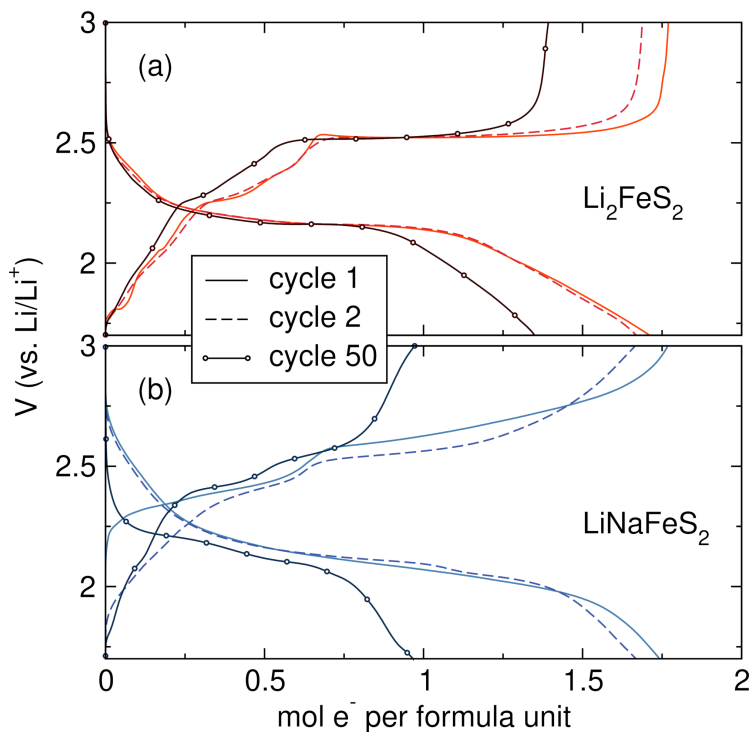 3
(a)
2.5
Li₂FeS₂
2
cycle 1
cycle 2
cycle 50
V (vs. Li/Li⁺)
3
(b)
2.5
LiNaFeS₂
2
0 0.5 1 1.5 2
mol e⁻ per formula unit